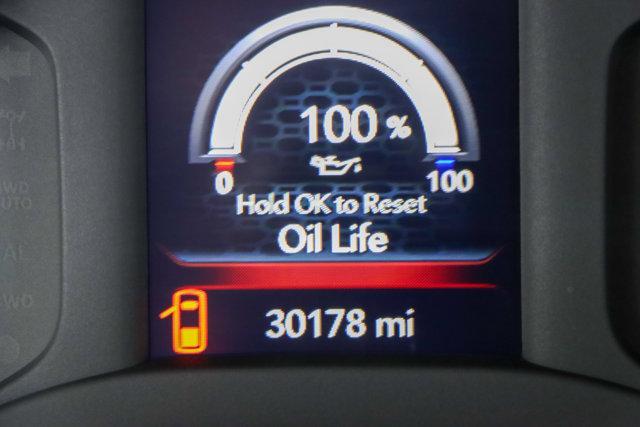 100 %
0 100
Hold OK to Reset
Oil Life
30178 mi